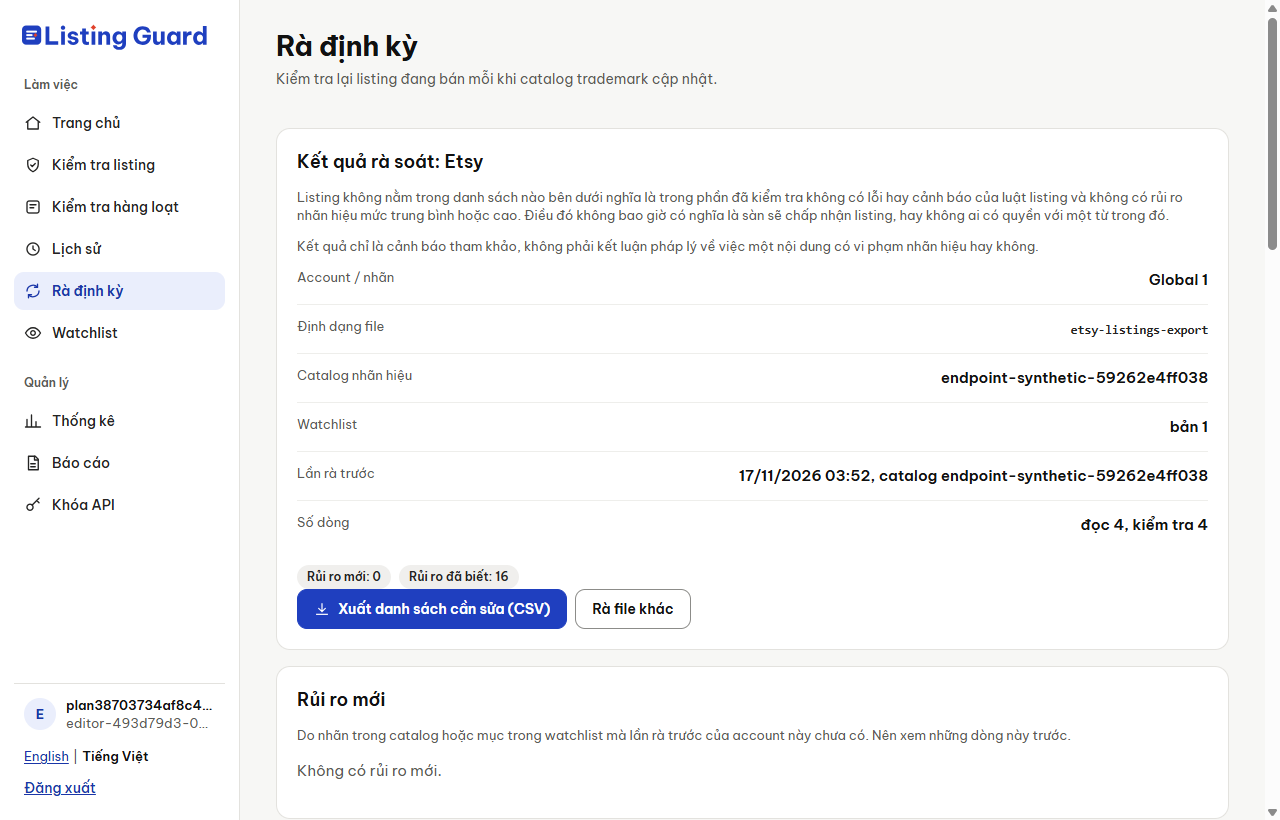 Listing Guard
Làm việc
Trang chủ
Kiểm tra listing
Kiểm tra hàng loạt
Lịch sử
Rà định kỳ
Watchlist
Quản lý
Thống kê
Báo cáo
Khóa API
E
plan38703734af8c4...
editor-493d79d3-0...
English | Tiếng Việt
Đăng xuất
Rà định kỳ
Kiểm tra lại listing đang bán mỗi khi catalog trademark cập nhật.
Kết quả rà soát: Etsy
Listing không nằm trong danh sách nào bên dưới nghĩa là trong phần đã kiểm tra không có lỗi hay cảnh báo của luật listing và không có rủi ro
nhãn hiệu mức trung bình hoặc cao. Điều đó không bao giờ có nghĩa là sàn sẽ chấp nhận listing, hay không ai có quyền với một từ trong đó.
Kết quả chỉ là cảnh báo tham khảo, không phải kết luận pháp lý về việc một nội dung có vi phạm nhãn hiệu hay không.
Account / nhãn Global 1
Định dạng file etsy-listings-export
Catalog nhãn hiệu endpoint-synthetic-59262e4ff038
Watchlist bản 1
Lần rà trước 17/11/2026 03:52, catalog endpoint-synthetic-59262e4ff038
Số dòng đọc 4, kiểm tra 4
Rủi ro mới: 0 Rủi ro đã biết: 16
Xuất danh sách cần sửa (CSV) Rà file khác
Rủi ro mới
Do nhãn trong catalog hoặc mục trong watchlist mà lần rà trước của account này chưa có. Nên xem những dòng này trước.
Không có rủi ro mới.